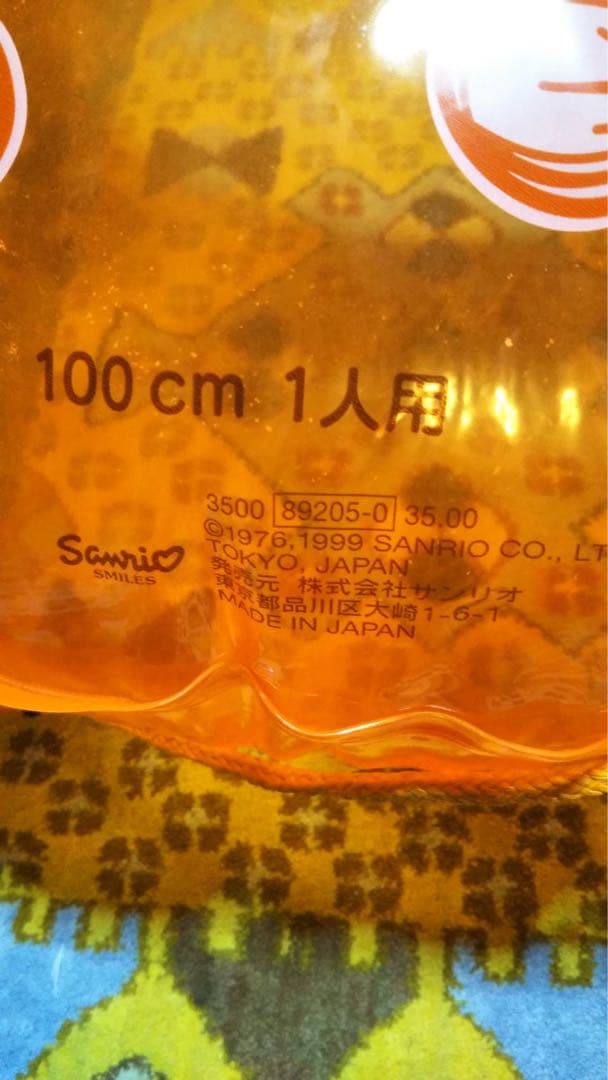 100 cm 1人用
3500 89205-0 35.00
©1976,1999 SANRIO CO., LT
TOKYO, JAPAN
発売元 株式会社サンリオ
東京都品川区大崎1-6-1
MADE IN JAPAN
Sanrio
SMILES